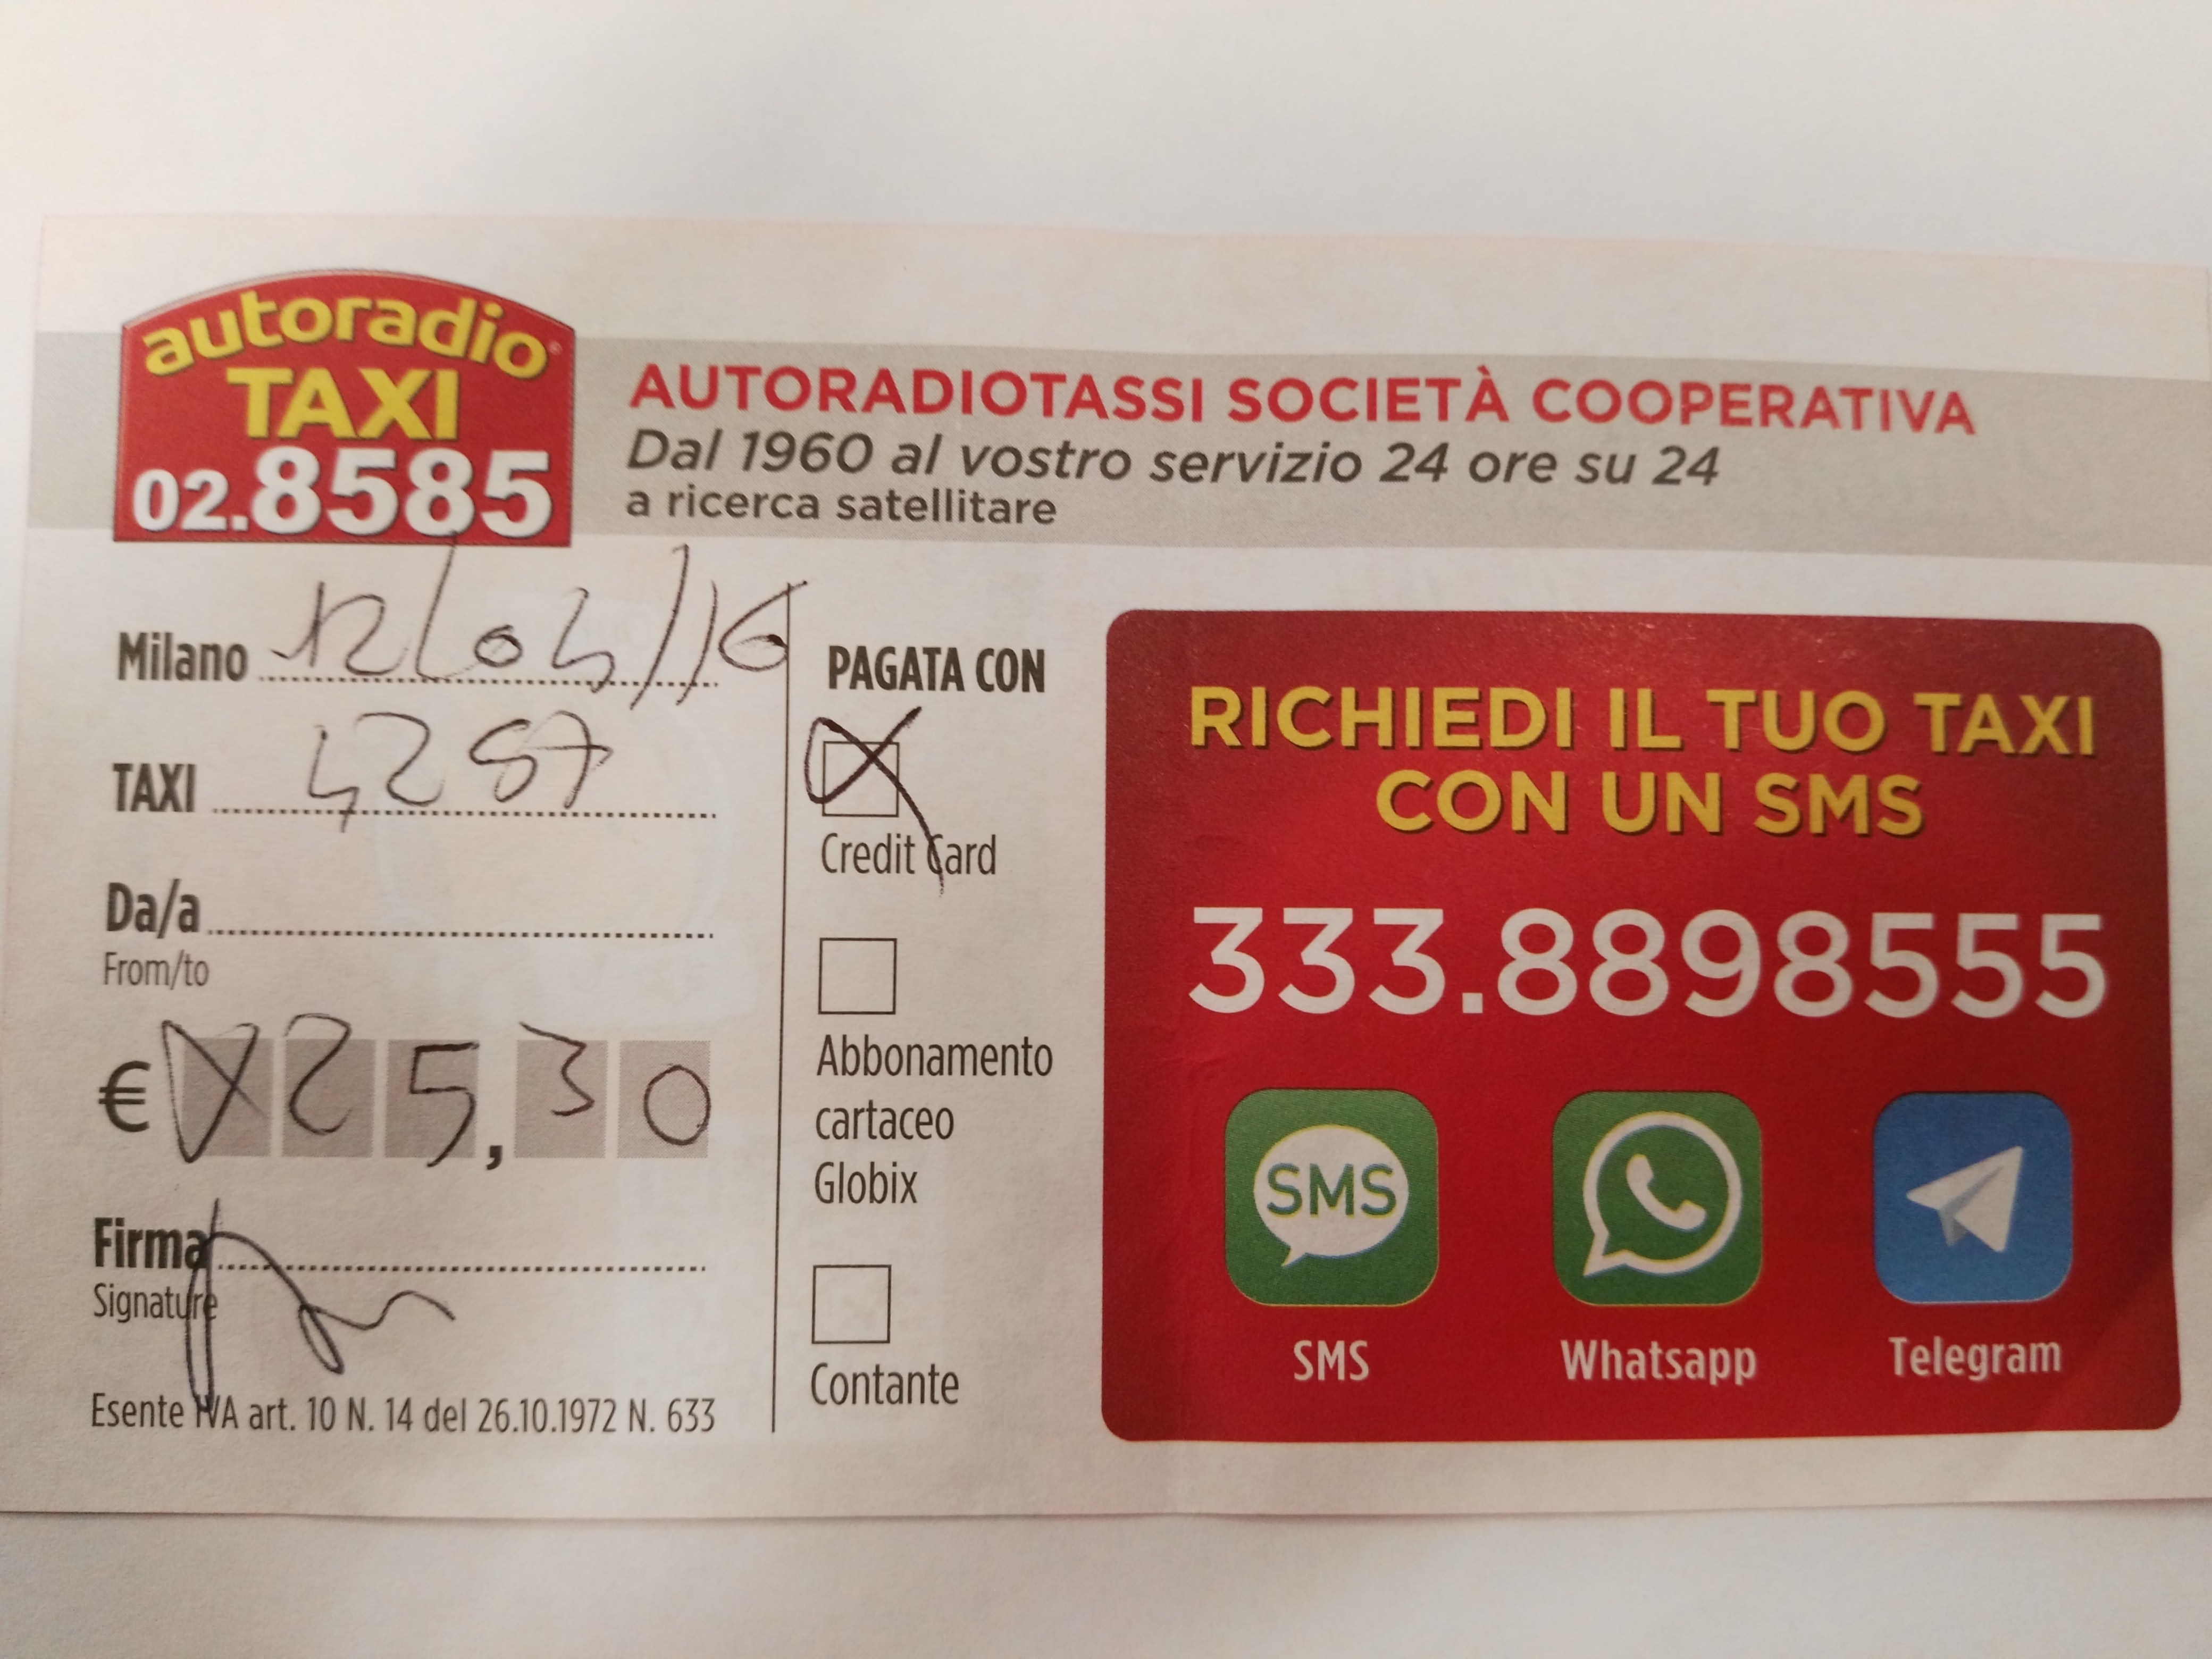 autoradio
TAXI
02.8585
AUTORADIOTASSI SOCIETÀ COOPERATIVA
Dal 1960 al vostro servizio 24 ore su 24
a ricerca satellitare
Milano 12/04/16
TAXI 4287
Da/a
From/to
€ X25,30
Firma
Signature
Esente IVA art. 10 N. 14 del 26.10.1972 N. 633
PAGATA CON
X
Credit Card
Abbonamento
cartaceo
Globix
Contante
RICHIEDI IL TUO TAXI
CON UN SMS
333.8898555
SMS
SMS
Whatsapp
Telegram